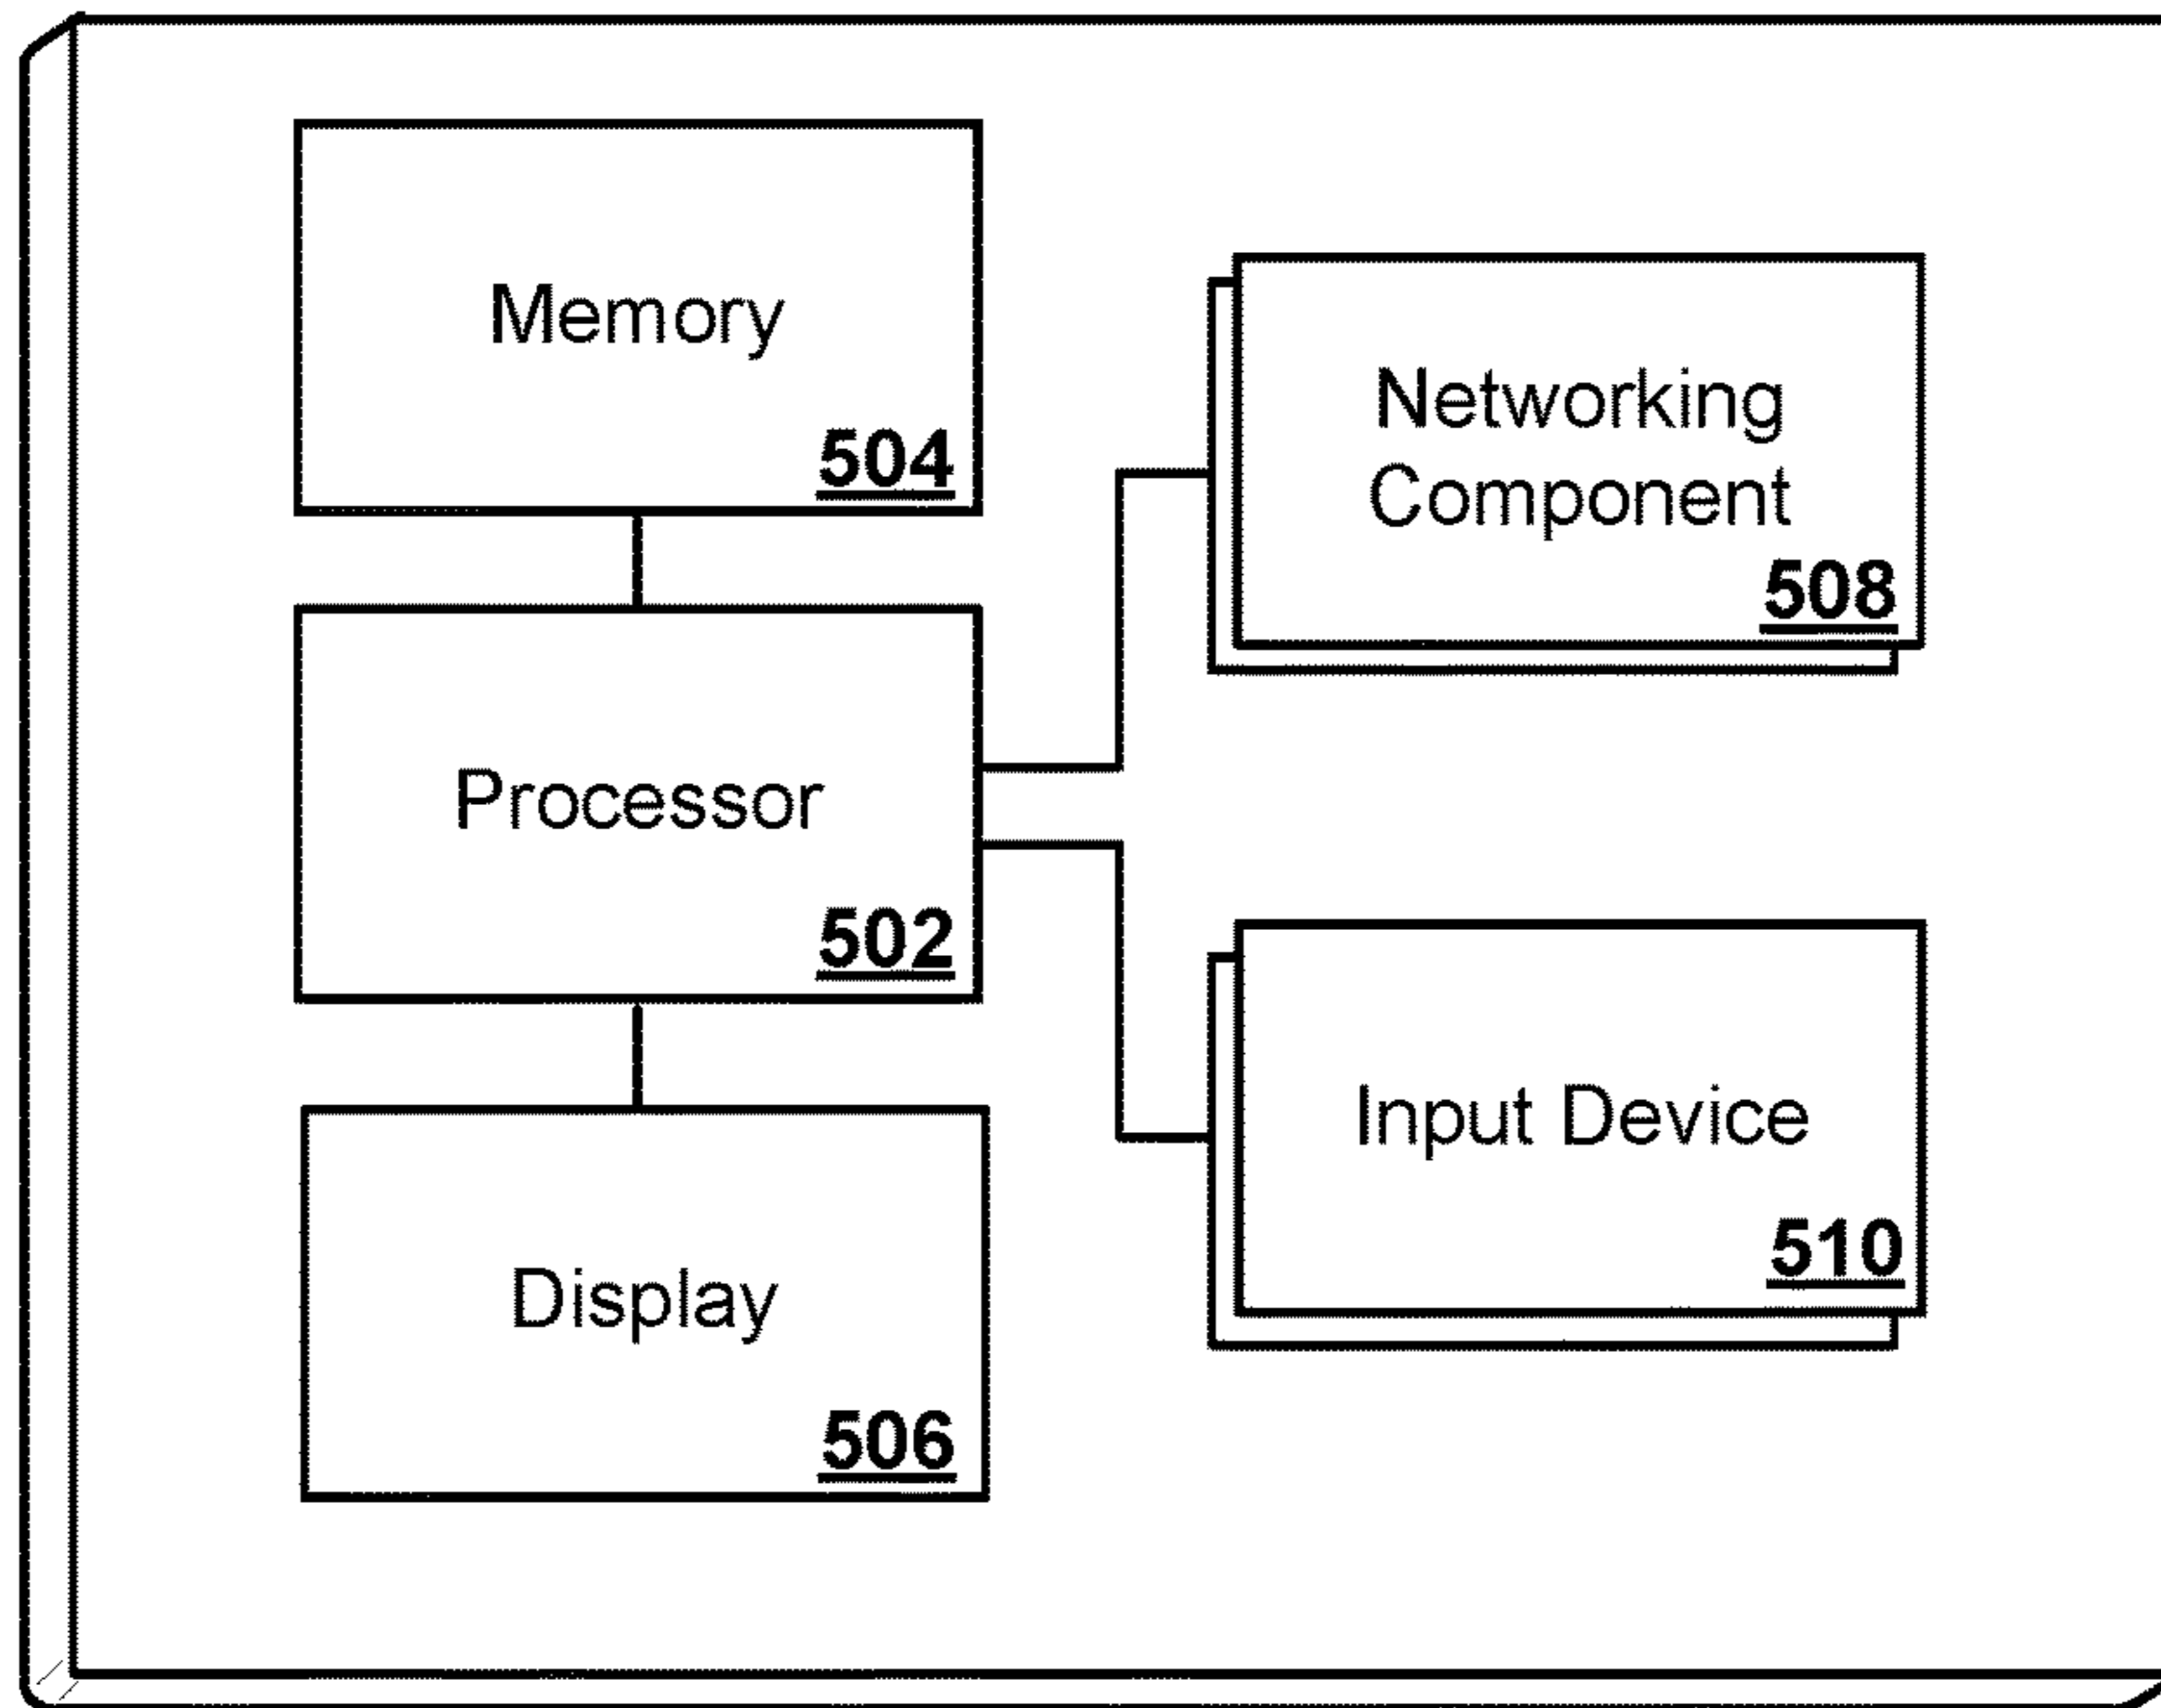 Memory
504
Networking
Component
508
Processor
502
Input Device
510
Display
506